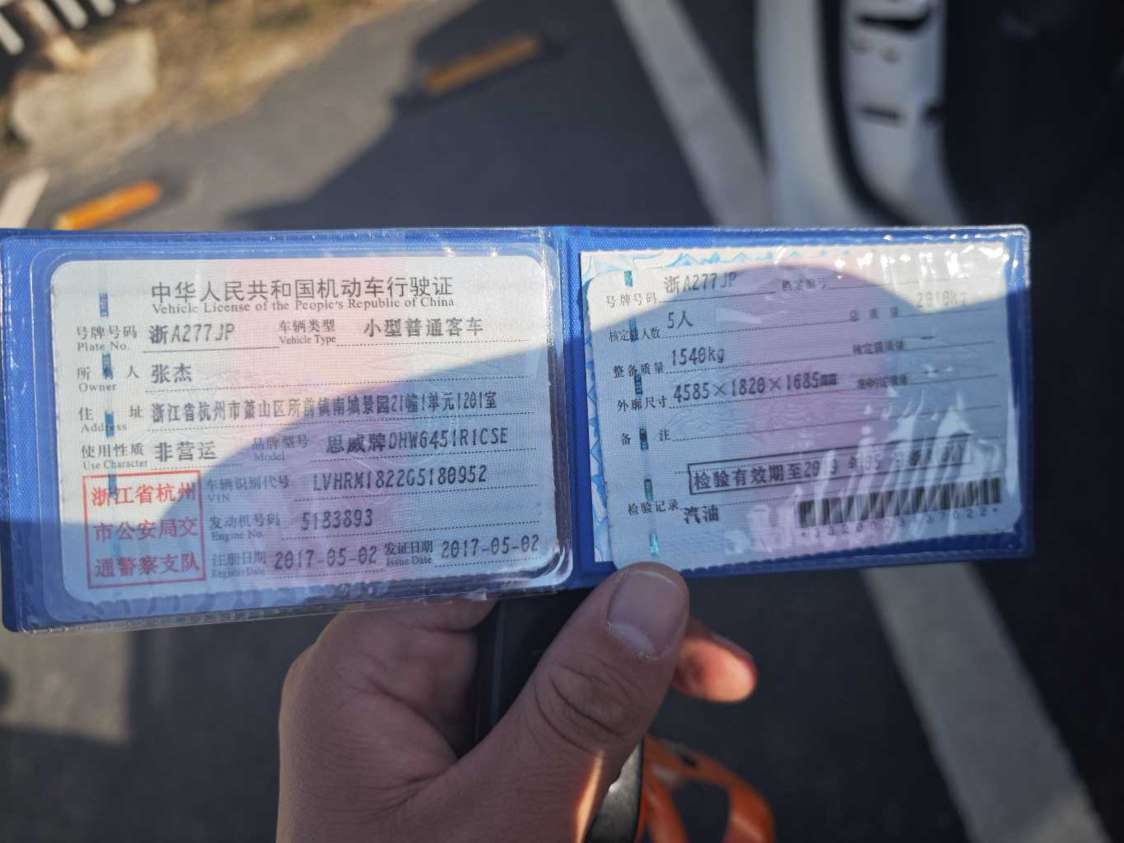 中华人民共和国机动车行驶证
Vehicle License of the People's Republic of China
号牌号码 浙A277JP 车辆类型 小型普通客车
Plate No. Vehicle Type
所有人 张杰
Owner
住址 浙江省杭州市萧山区所前镇南城景园21幢1单元1201室
Address
使用性质 非营运 品牌型号 思威牌DHW6451R1CSE
Use Character Model
浙江省杭州
市公安局交
通警察支队
车辆识别代号 LVHRM1822G5180952
VIN
发动机号码 5183893
Engine No.
注册日期 2017-05-02 发证日期 2017-05-02
Register Date Issue Date
号牌号码 浙A277JP 档案编号
核定载人数 5人 总质量
整备质量 1540kg 核定载质量 --
外廓尺寸 4585×1820×1685mm
备注
检验有效期至
检验记录
汽油